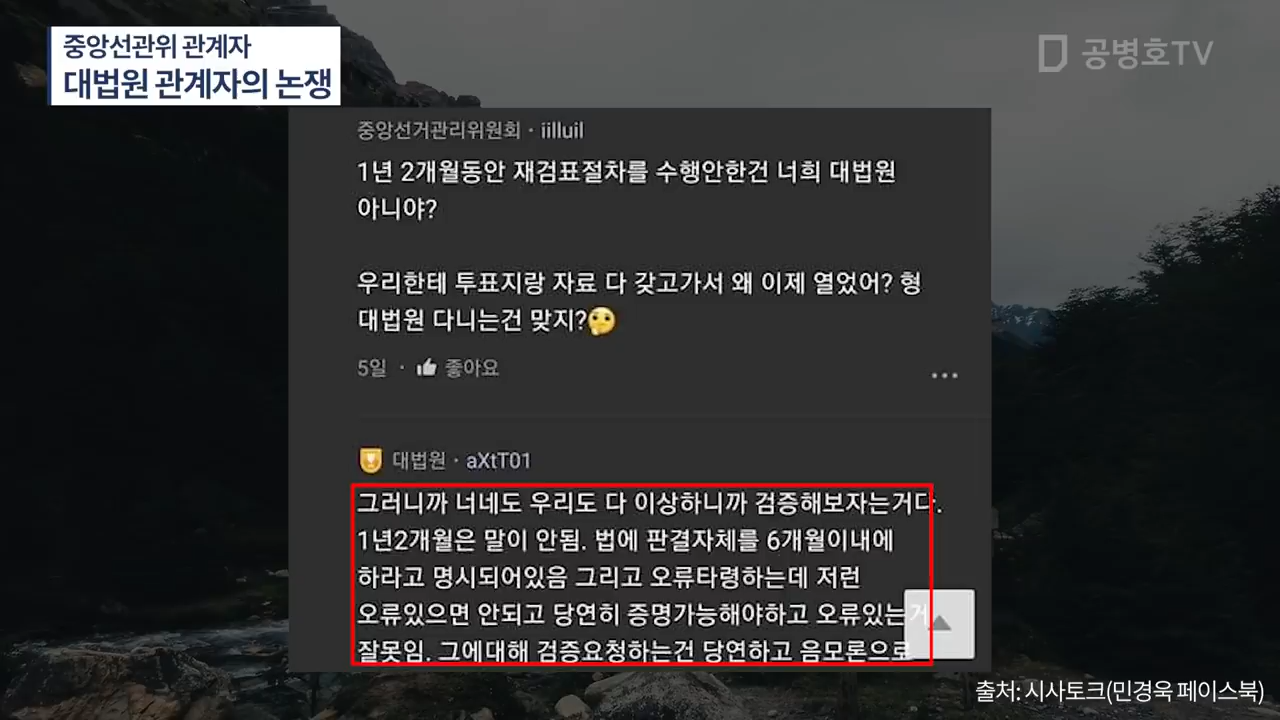 중앙선관위 관계자
대법원 관계자의 논쟁
공병호TV
중앙선거관리위원회 · iilluil
1년 2개월동안 재검표절차를 수행안한건 너희 대법원
아니야?
우리한테 투표지랑 자료 다 갖고가서 왜 이제 열었어? 형
대법원 다니는건 맞지?🤔
5일 · 좋아요
대법원 · aXtT01
그러니까 너네도 우리도 다 이상하니까 검증해보자는거다.
1년2개월은 말이 안됨. 법에 판결자체를 6개월이내에
하라고 명시되어있음 그리고 오류타령하는데 저런
오류있으면 안되고 당연히 증명가능해야하고 오류있는거
잘못임. 그에대해 검증요청하는건 당연하고 음모론으로
출처: 시사토크(민경욱 페이스북)